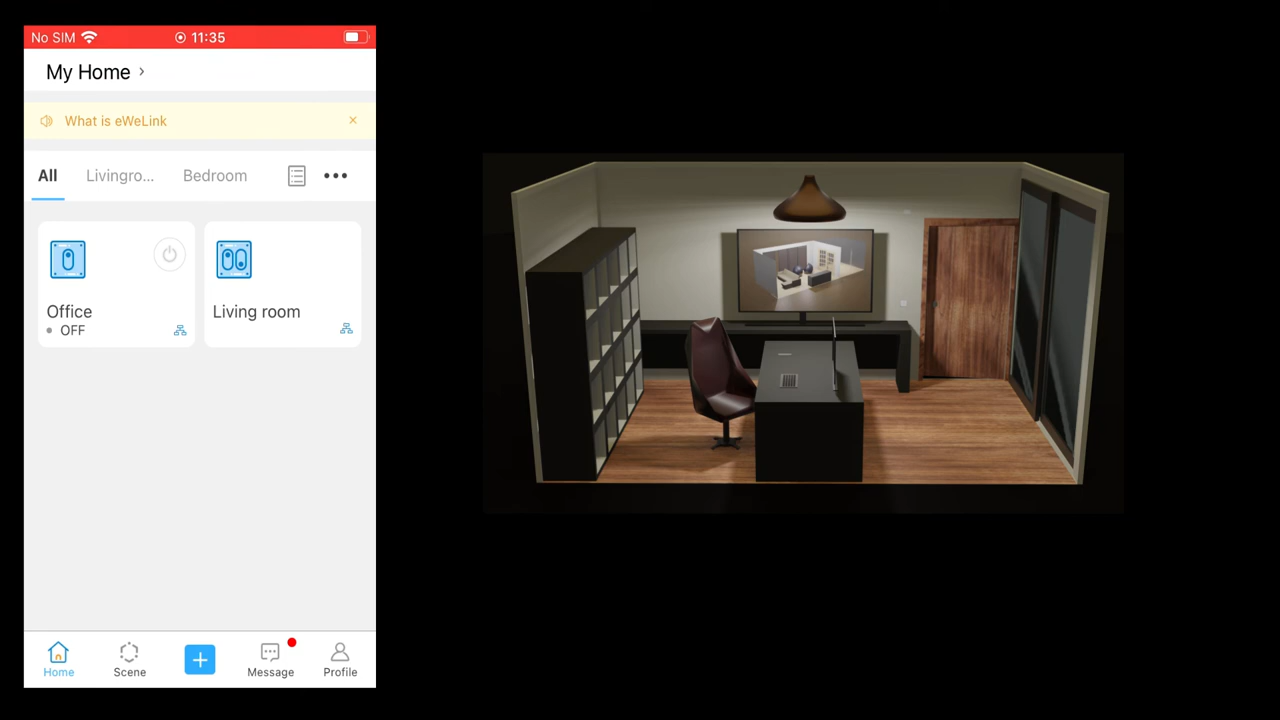 No SIM 11:35
My Home ›
What is eWeLink ×
All Livingro... Bedroom
Office
OFF
Living room
Home Scene Message Profile